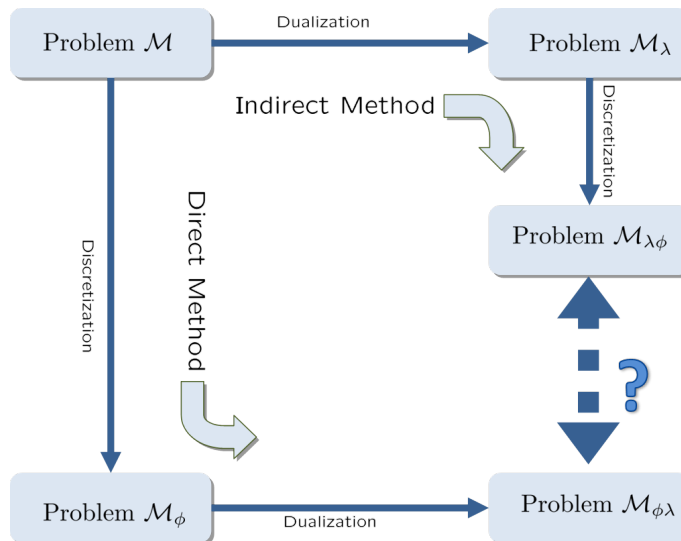 Dualization
Problem ℳ
Problem ℳ_λ
Indirect Method
Discretization
Direct Method
Discretization
Problem ℳ_λϕ
?
Problem ℳ_ϕ
Problem ℳ_ϕλ
Dualization